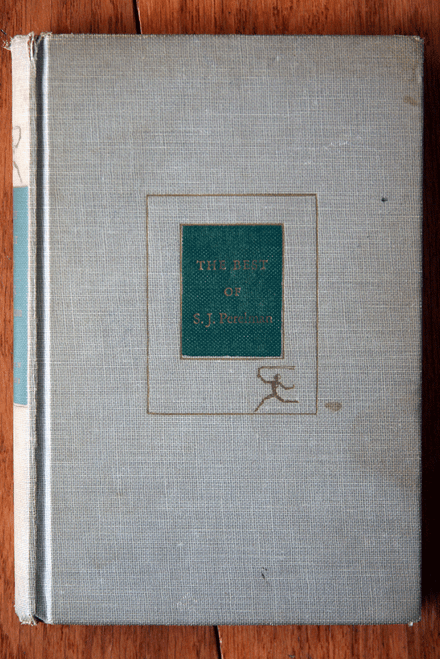 THE BEST
OF
S. J. Perelman